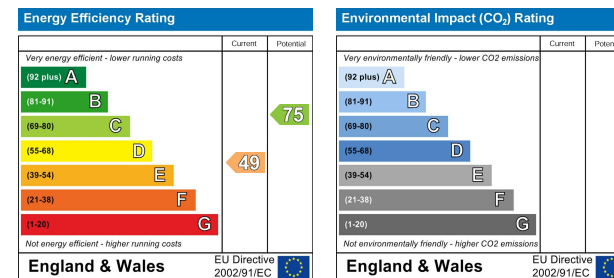 Energy Efficiency Rating
Current Potential
Very energy efficient - lower running costs
(92 plus) A
(81-91) B
(69-80) C
(55-68) D
(39-54) E
(21-38) F
(1-20) G
49
75
Not energy efficient - higher running costs
England & Wales
EU Directive
2002/91/EC
Environmental Impact (CO2) Rating
Current Poten
Very environmentally friendly - lower CO2 emissions
(92 plus) A
(81-91) B
(69-80) C
(55-68) D
(39-54) E
(21-38) F
(1-20) G
Not environmentally friendly - higher CO2 emissions
England & Wales
EU Directive
2002/91/EC